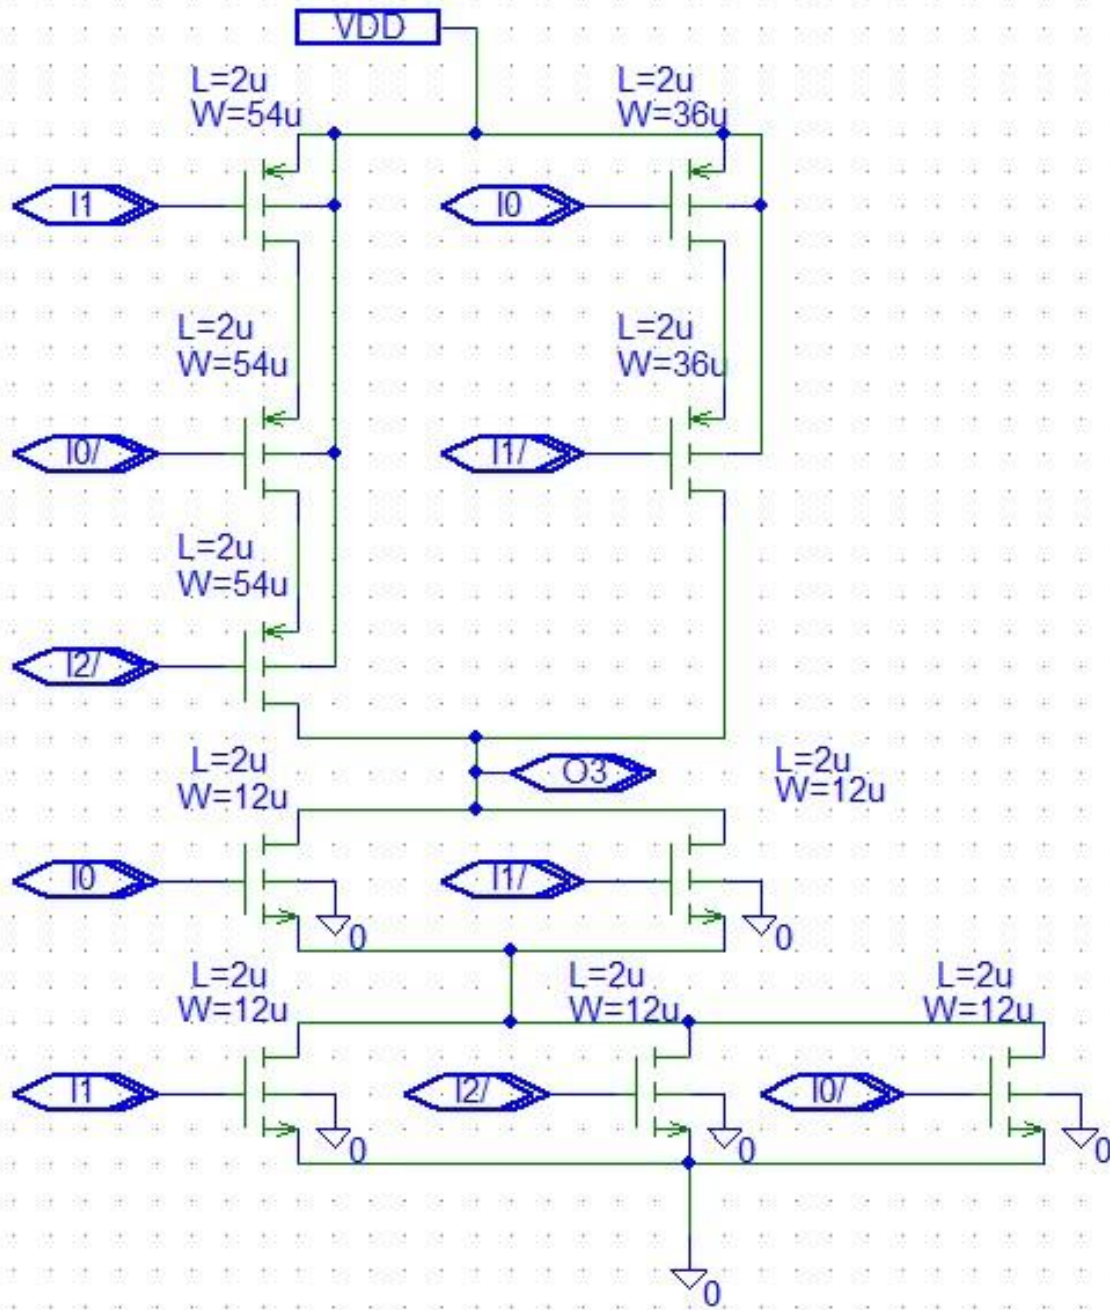 VDD
L=2u
W=54u
L=2u
W=36u
I1
I0
L=2u
W=54u
L=2u
W=36u
I0/
I1/
L=2u
W=54u
I2/
L=2u
W=12u
O3
L=2u
W=12u
I0
I1/
0
0
L=2u
W=12u
L=2u
W=12u
L=2u
W=12u
I1
I2/
I0/
0
0
0
0